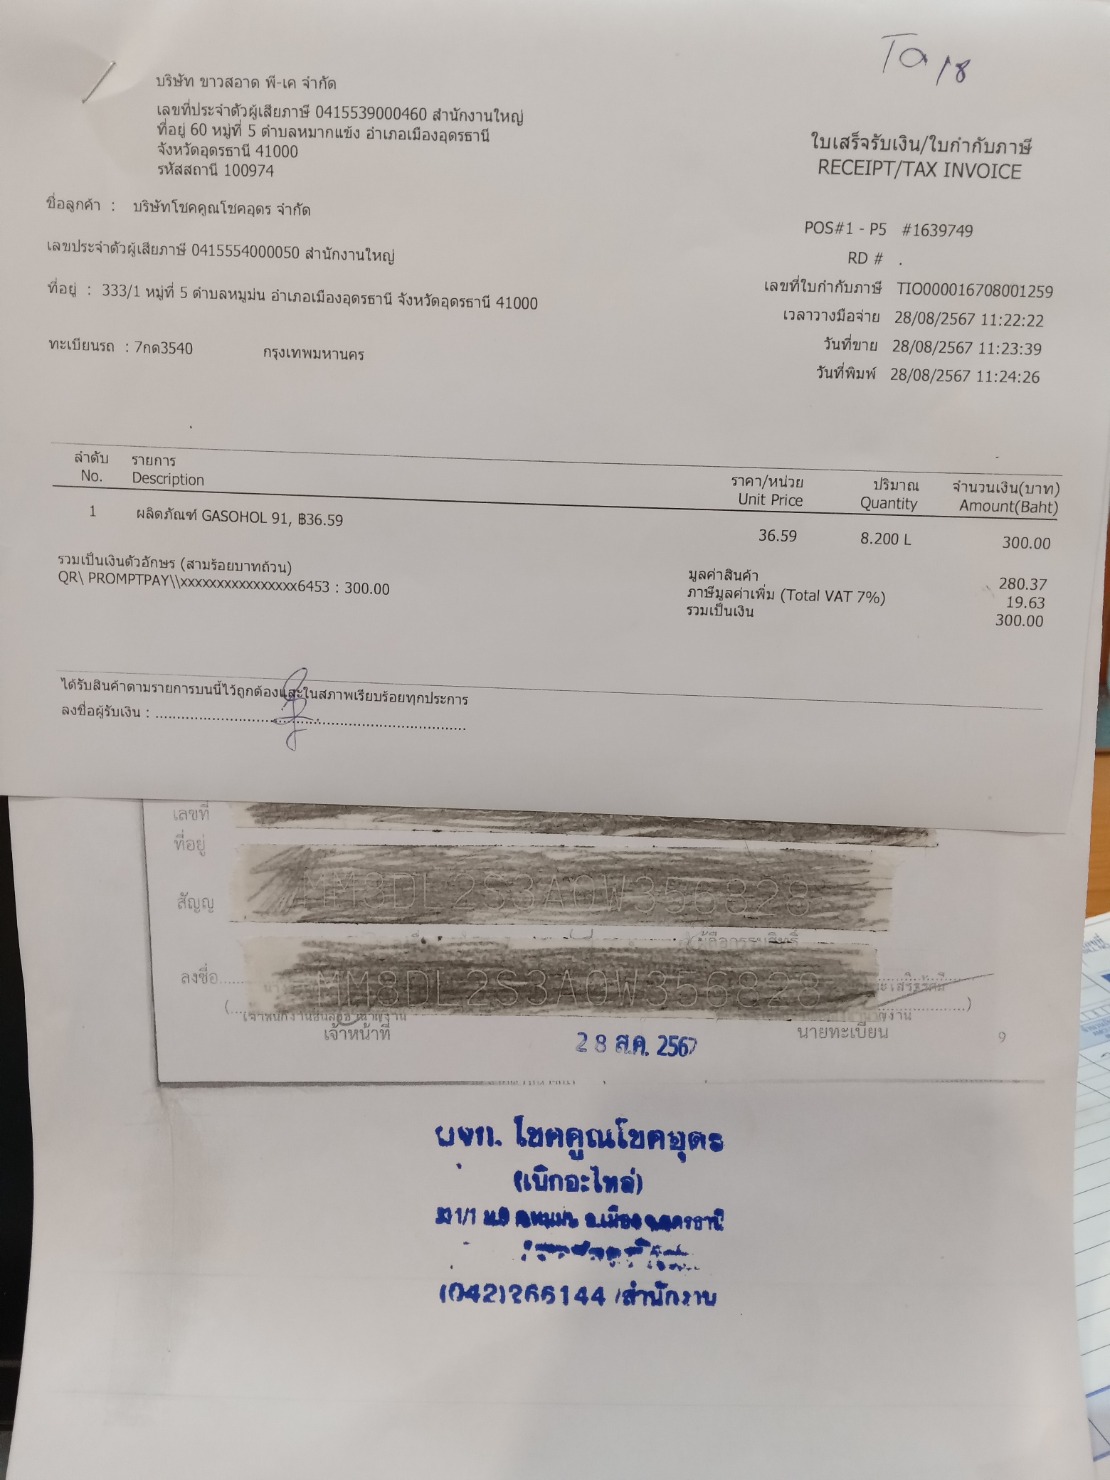 บริษัท ขาวสอาด พี-เค จำกัด
เลขที่ประจำตัวผู้เสียภาษี 0415539000460 สำนักงานใหญ่
ที่อยู่ 60 หมู่ที่ 5 ตำบลหมากแข้ง อำเภอเมืองอุดรธานี
จังหวัดอุดรธานี 41000
รหัสสถานี 100974
ใบเสร็จรับเงิน/ใบกำกับภาษี
RECEIPT/TAX INVOICE
ชื่อลูกค้า : บริษัทโชคคูณโชคอุดร จำกัด
เลขประจำตัวผู้เสียภาษี 0415554000050 สำนักงานใหญ่
ที่อยู่ : 333/1 หมู่ที่ 5 ตำบลหมูม่น อำเภอเมืองอุดรธานี จังหวัดอุดรธานี 41000
ทะเบียนรถ : 7กด3540 กรุงเทพมหานคร
POS#1 - P5 #1639749
RD # .
เลขที่ใบกำกับภาษี TIO000016708001259
เวลาวางมือจ่าย 28/08/2567 11:22:22
วันที่ขาย 28/08/2567 11:23:39
วันที่พิมพ์ 28/08/2567 11:24:26
ลำดับ รายการ ราคา/หน่วย ปริมาณ จำนวนเงิน(บาท)
No. Description Unit Price Quantity Amount(Baht)
1 ผลิตภัณฑ์ GASOHOL 91, ฿36.59 36.59 8.200 L 300.00
รวมเป็นเงินตัวอักษร (สามร้อยบาทถ้วน)
QR\ PROMPTPAY\\xxxxxxxxxxxxxxxx6453 : 300.00
มูลค่าสินค้า 280.37
ภาษีมูลค่าเพิ่ม (Total VAT 7%) 19.63
รวมเป็นเงิน 300.00
ได้รับสินค้าตามรายการบนนี้ไว้ถูกต้องและในสภาพเรียบร้อยทุกประการ
ลงชื่อผู้รับเงิน :
เลขที่
ที่อยู่
สัญญ
MM8DL2S3A0W356828
ลงชื่อ
MM8DL2S3A0W356828
เจ้าหน้าที่ นายทะเบียน
28 ส.ค. 2567
9
ผจก. โชคคูณโชคอุดร
(เบิกอะไหล่)
(042)266144 /สำนักงาน